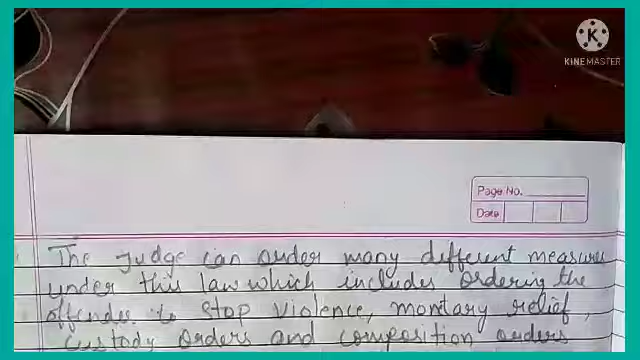 KINEMASTER
Page No.
Date
The Judge can order many different measures
under this law which includes ordering the
offender to stop violence, monetary relief,
custody orders and composition orders